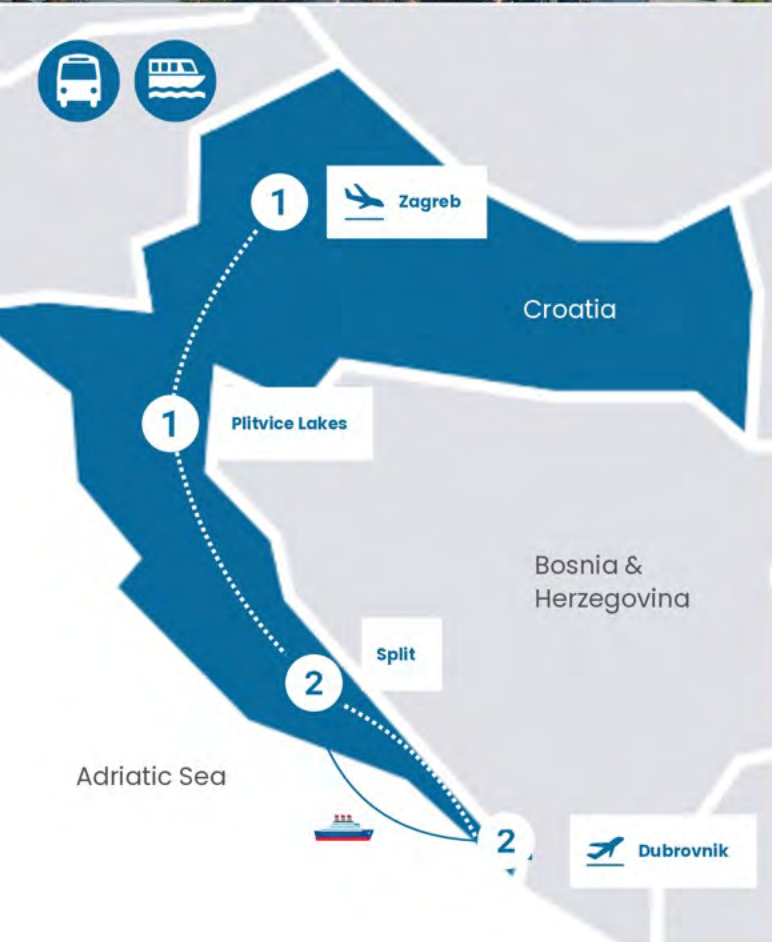 1
Zagreb
Croatia
1
Plitvice Lakes
Bosnia &
Herzegovina
Split
2
Adriatic Sea
2
Dubrovnik